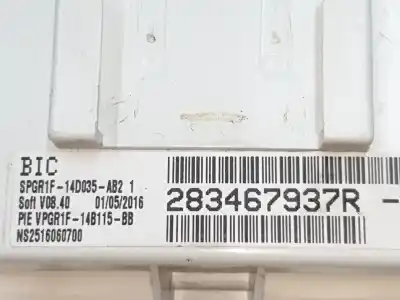 BIC
SPGR1F-14D035-AB2 1
Soft V08.40 01/05/2016
PIE VPGR1F-14B115-BB
NS2516060700
283467937R -